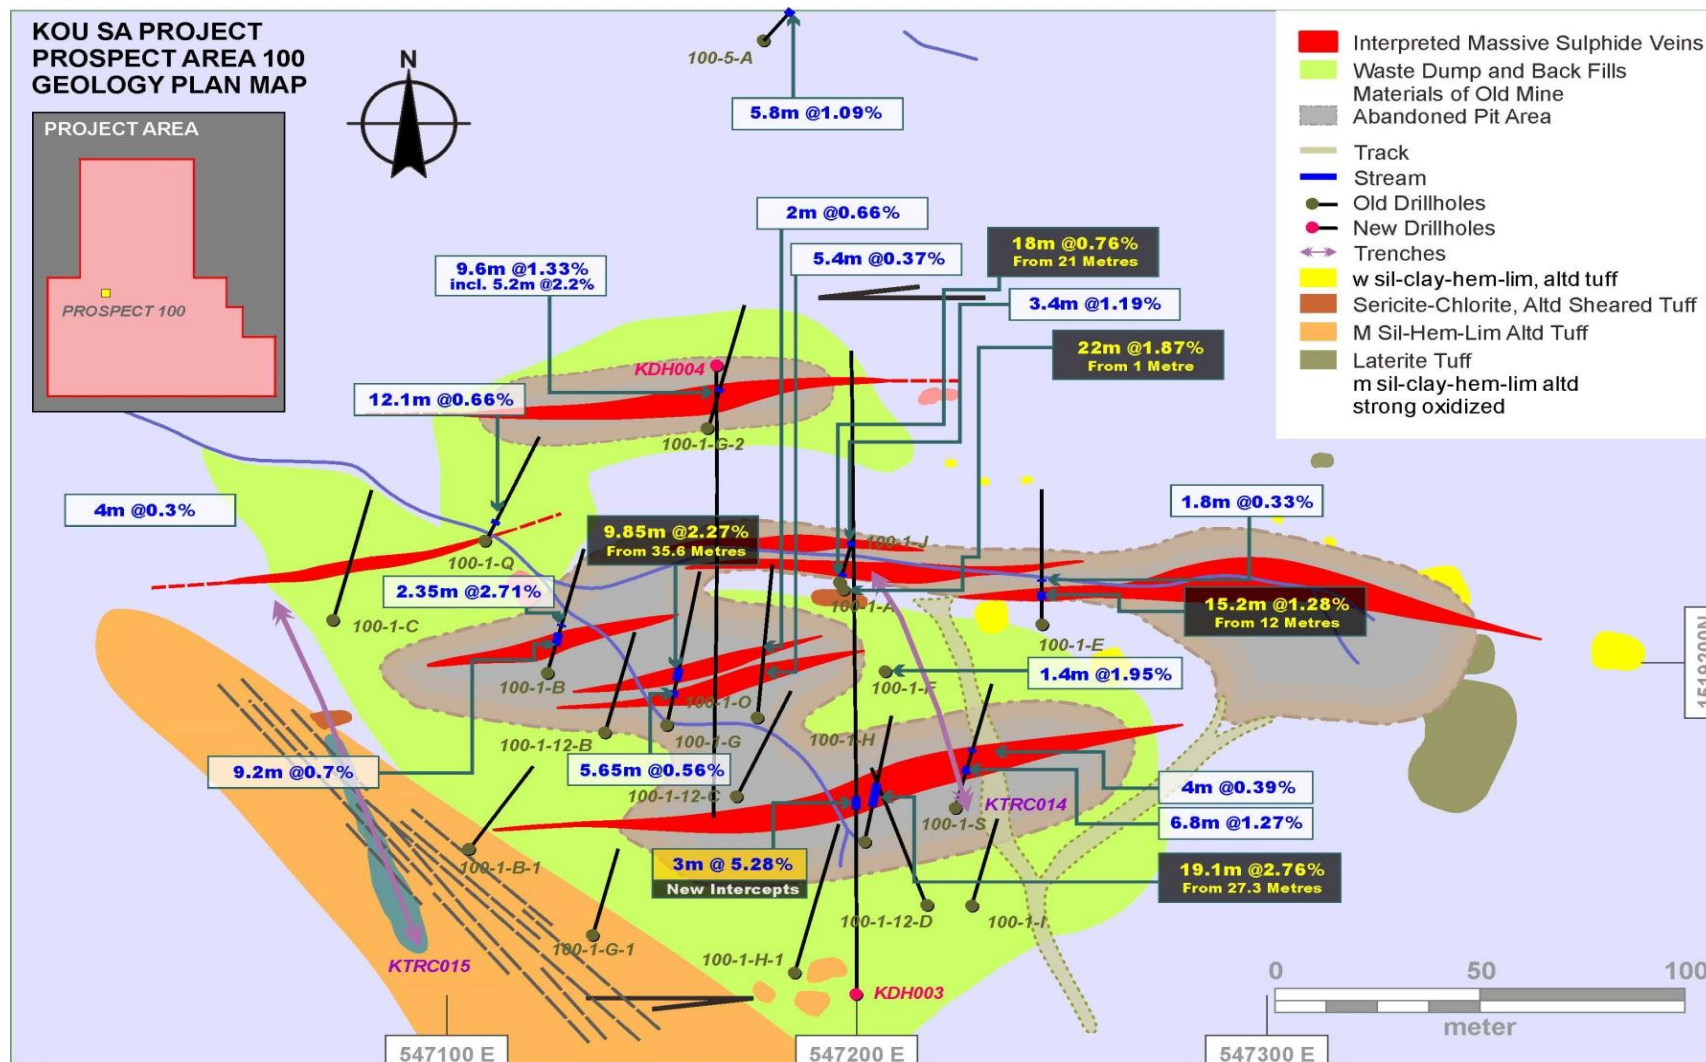 KOU SA PROJECT
PROSPECT AREA 100
GEOLOGY PLAN MAP
PROJECT AREA
PROSPECT 100
N
100-5-A
5.8m @1.09%
Interpreted Massive Sulphide Veins
Waste Dump and Back Fills
Materials of Old Mine
Abandoned Pit Area
Track
Stream
Old Drillholes
New Drillholes
Trenches
w sil-clay-hem-lim, altd tuff
Sericite-Chlorite, Altd Sheared Tuff
M Sil-Hem-Lim Altd Tuff
Laterite Tuff
m sil-clay-hem-lim altd
strong oxidized
2m @0.66%
5.4m @0.37%
18m @0.76%
From 21 Metres
9.6m @1.33%
incl. 5.2m @2.2%
3.4m @1.19%
22m @1.87%
From 1 Metre
KDH004
12.1m @0.66%
100-1-G-2
4m @0.3%
1.8m @0.33%
9.85m @2.27%
From 35.6 Metres
100-1-J
100-1-Q
2.35m @2.71%
100-1-A
15.2m @1.28%
From 12 Metres
100-1-C
100-1-E
1519200N
100-1-B
100-1-F
1.4m @1.95%
100-1-O
100-1-12-B
100-1-G
100-1-H
9.2m @0.7%
5.65m @0.56%
100-1-12-C
4m @0.39%
KTRC014
100-1-S
6.8m @1.27%
3m @ 5.28%
New Intercepts
100-1-B-1
19.1m @2.76%
From 27.3 Metres
100-1-12-D
100-1-I
100-1-G-1
100-1-H-1
KTRC015
KDH003
0 50 100
meter
547100 E
547200 E
547300 E